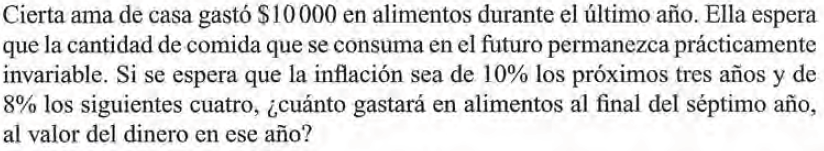 Cierta ama de casa gastó $10 000 en alimentos durante el último año. Ella espera
que la cantidad de comida que se consuma en el futuro permanezca prácticamente
invariable. Si se espera que la inflación sea de 10% los próximos tres años y de
8% los siguientes cuatro, ¿cuánto gastará en alimentos al final del séptimo año,
al valor del dinero en ese año?